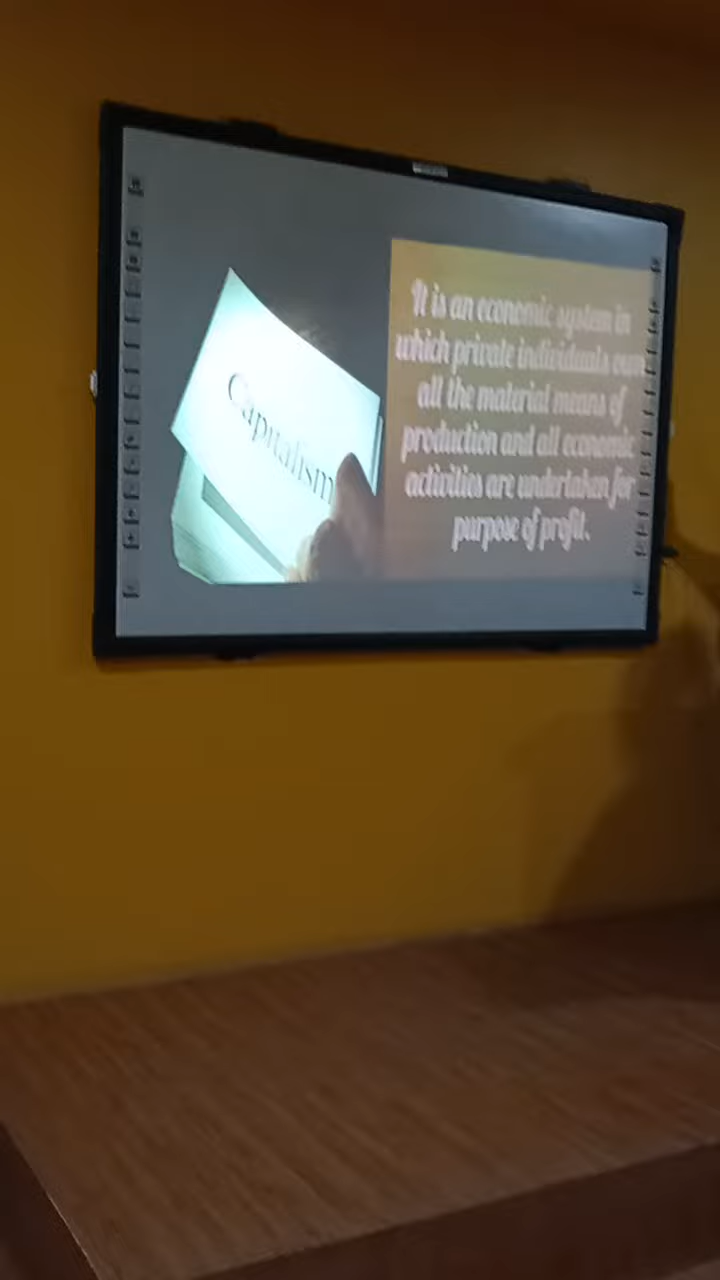 Capitalism
It is an economic system in
which private individuals own
all the material means of
production and all economic
activities are undertaken for
purpose of profit.